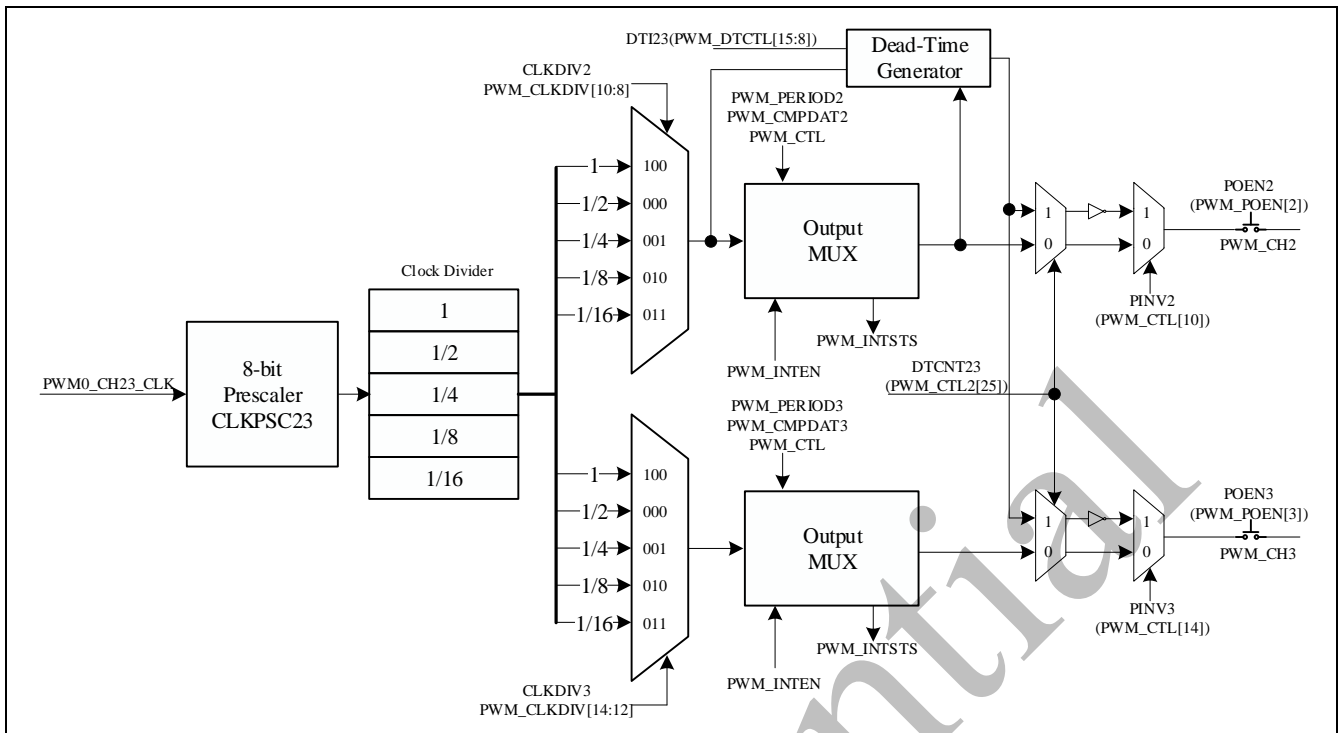 DTI23(PWM_DTCTL[15:8])
Dead-Time
Generator
CLKDIV2
PWM_CLKDIV[10:8]
PWM_PERIOD2
PWM_CMPDAT2
PWM_CTL
1
100
1/2
000
1/4
001
1/8
010
1/16
011
Output
MUX
1
0
1
0
POEN2
(PWM_POEN[2])
PWM_CH2
PINV2
(PWM_CTL[10])
PWM_INTSTS
PWM_INTEN
Clock Divider
1
1/2
1/4
1/8
1/16
PWM0_CH23_CLK
8-bit
Prescaler
CLKPSC23
DTCNT23
(PWM_CTL2[25])
PWM_PERIOD3
PWM_CMPDAT3
PWM_CTL
1
100
1/2
000
1/4
001
1/8
010
1/16
011
Output
MUX
1
0
1
0
POEN3
(PWM_POEN[3])
PWM_CH3
PINV3
(PWM_CTL[14])
PWM_INTSTS
PWM_INTEN
CLKDIV3
PWM_CLKDIV[14:12]
ntial